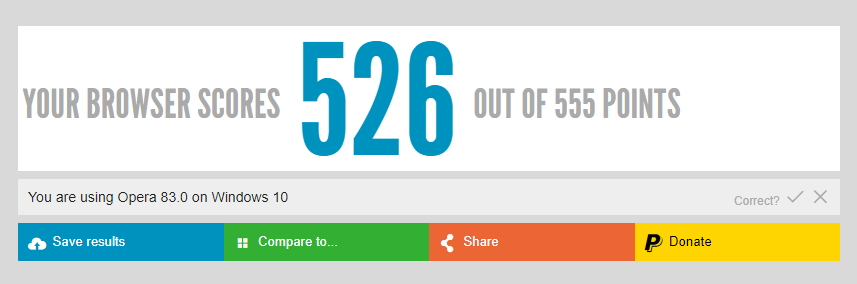 YOUR BROWSER SCORES 526 OUT OF 555 POINTS
You are using Opera 83.0 on Windows 10 Correct?
Save results Compare to... Share Donate